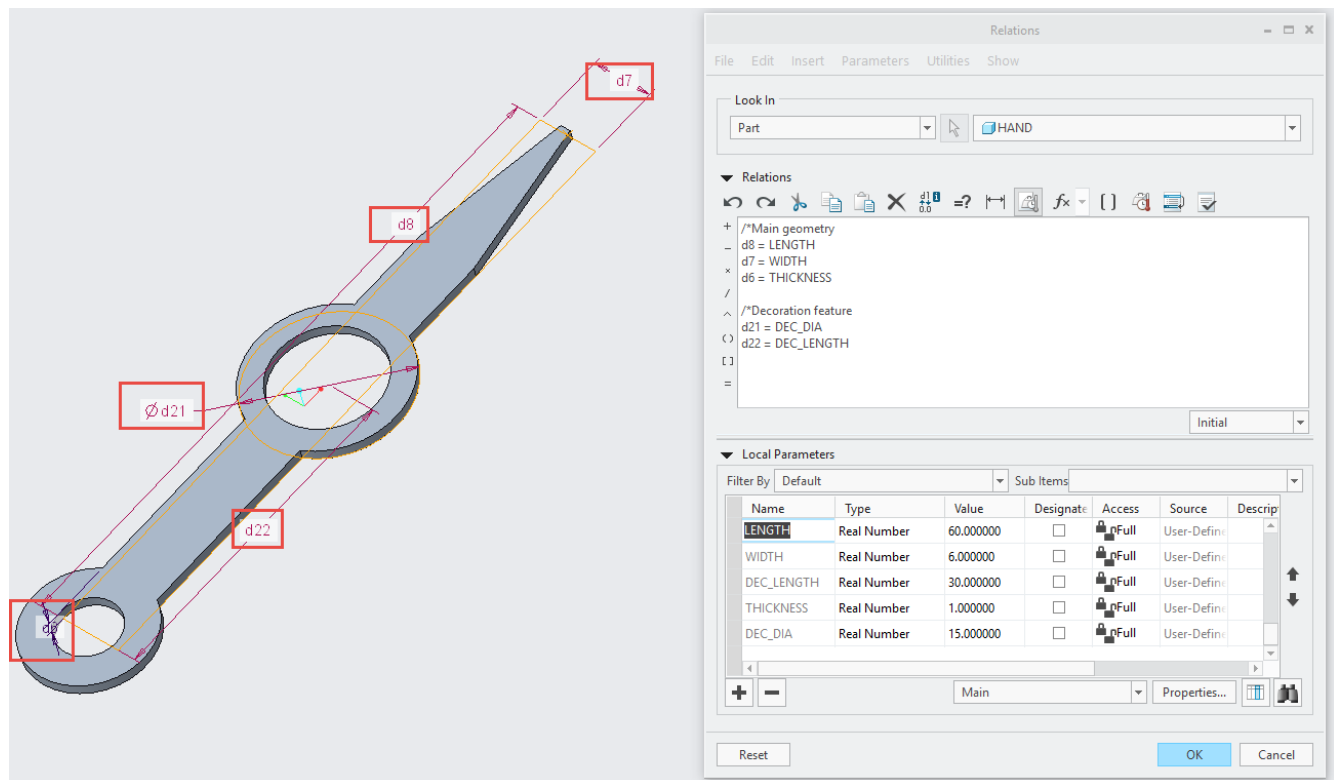 d7
d8
Ød21
d22
d6
Relations
File Edit Insert Parameters Utilities Show
Look In
Part
HAND
Relations
/*Main geometry
d8 = LENGTH
d7 = WIDTH
d6 = THICKNESS
/*Decoration feature
d21 = DEC_DIA
d22 = DEC_LENGTH
Initial
Local Parameters
Filter By Default Sub Items
Name Type Value Designate Access Source Descrip
LENGTH Real Number 60.000000 Full User-Define
WIDTH Real Number 6.000000 Full User-Define
DEC_LENGTH Real Number 30.000000 Full User-Define
THICKNESS Real Number 1.000000 Full User-Define
DEC_DIA Real Number 15.000000 Full User-Define
Main Properties...
Reset OK Cancel